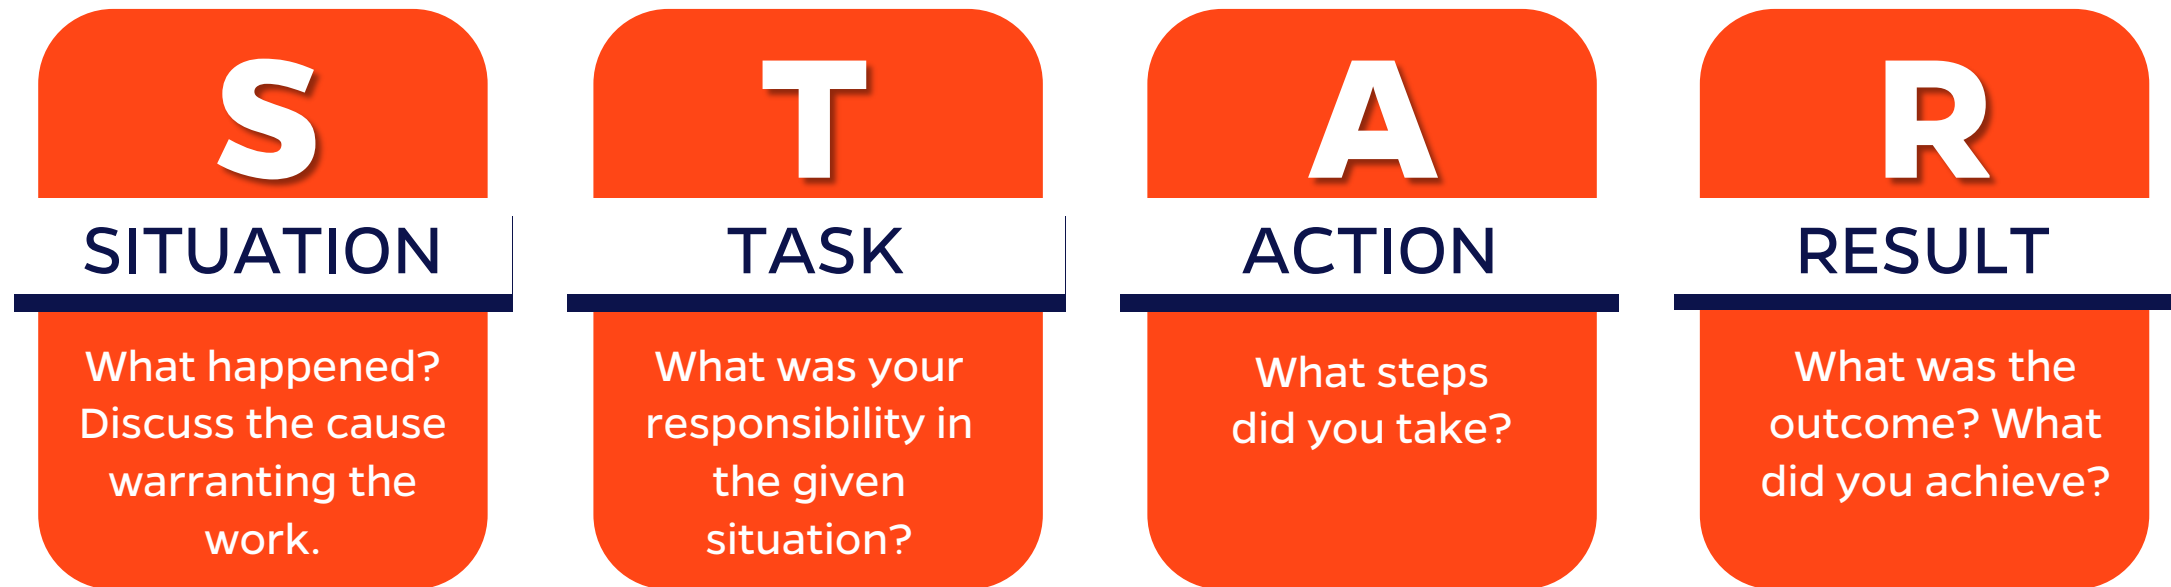 S
SITUATION
What happened?
Discuss the cause
warranting the
work.
T
TASK
What was your
responsibility in
the given
situation?
A
ACTION
What steps
did you take?
R
RESULT
What was the
outcome? What
did you achieve?